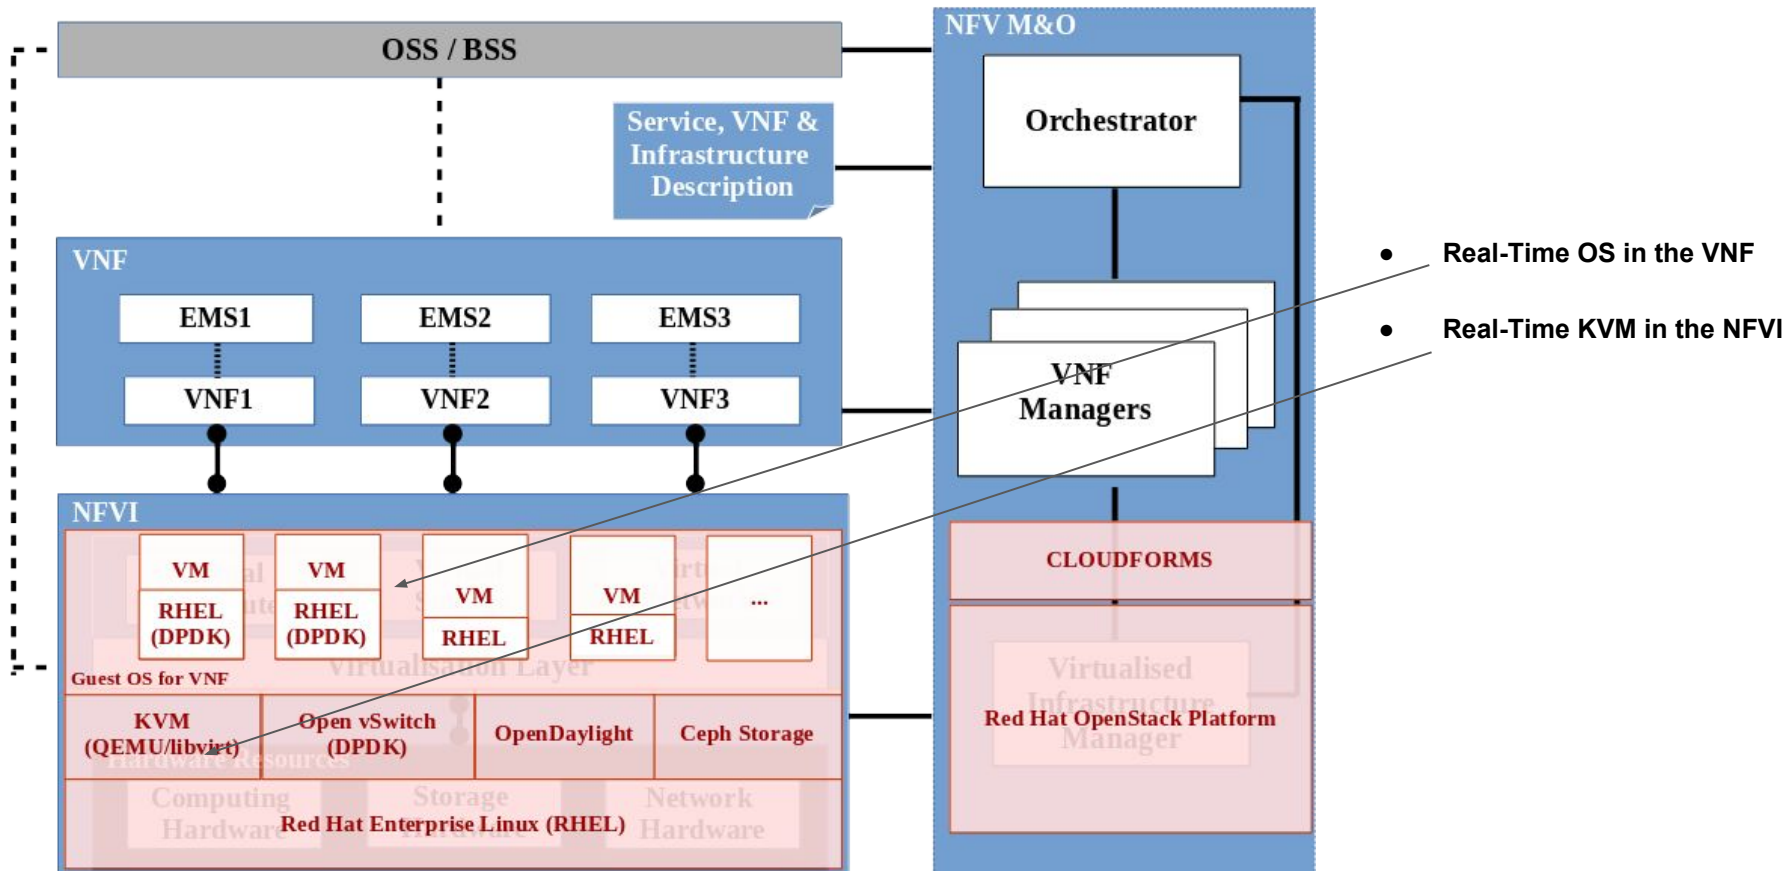 OSS / BSS
NFV M&O
Orchestrator
Service, VNF &
Infrastructure
Description
VNF
EMS1
EMS2
EMS3
VNF1
VNF2
VNF3
VNF
Managers
● Real-Time OS in the VNF
● Real-Time KVM in the NFVI
NFVI
VM
RHEL
(DPDK)
VM
RHEL
(DPDK)
VM
RHEL
VM
RHEL
...
Virtualisation Layer
Guest OS for VNF
KVM
(QEMU/libvirt)
Open vSwitch
(DPDK)
OpenDaylight
Ceph Storage
Hardware Resources
Computing
Hardware
Storage
Hardware
Network
Hardware
Red Hat Enterprise Linux (RHEL)
CLOUDFORMS
Virtualised
Infrastructure
Manager
Red Hat OpenStack Platform